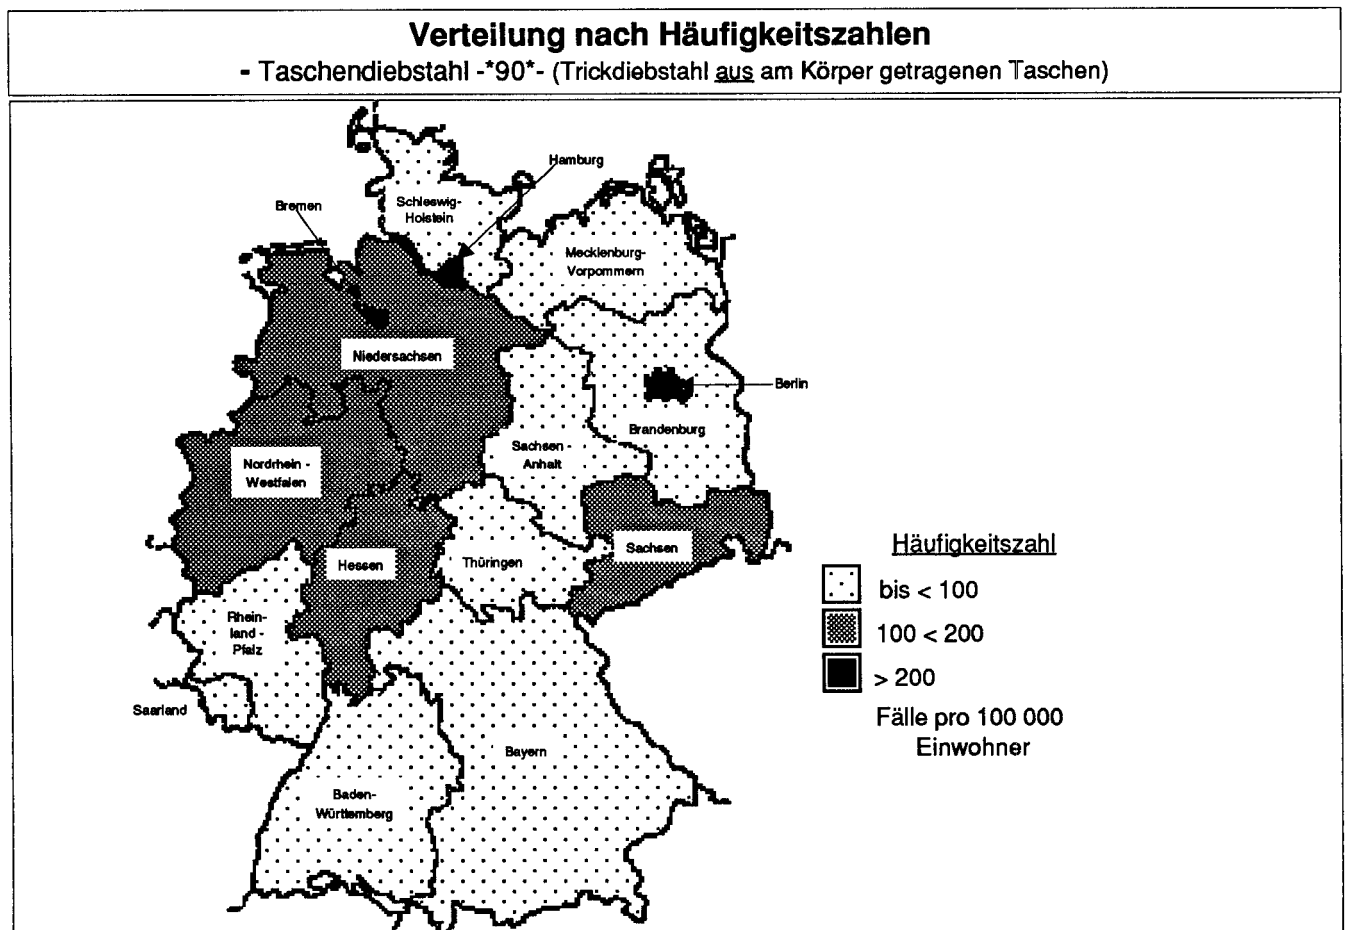 Verteilung nach Häufigkeitszahlen
- Taschendiebstahl -*90*- (Trickdiebstahl aus am Körper getragenen Taschen)
Hamburg
Bremen
Schleswig-
Holstein
Mecklenburg-
Vorpommern
Niedersachsen
Berlin
Brandenburg
Sachsen -
Anhalt
Nordrhein -
Westfalen
Hessen
Thüringen
Sachsen
Rhein-
land -
Pfalz
Saarland
Bayern
Baden-
Württemberg
Häufigkeitszahl
bis < 100
100 < 200
> 200
Fälle pro 100 000
Einwohner